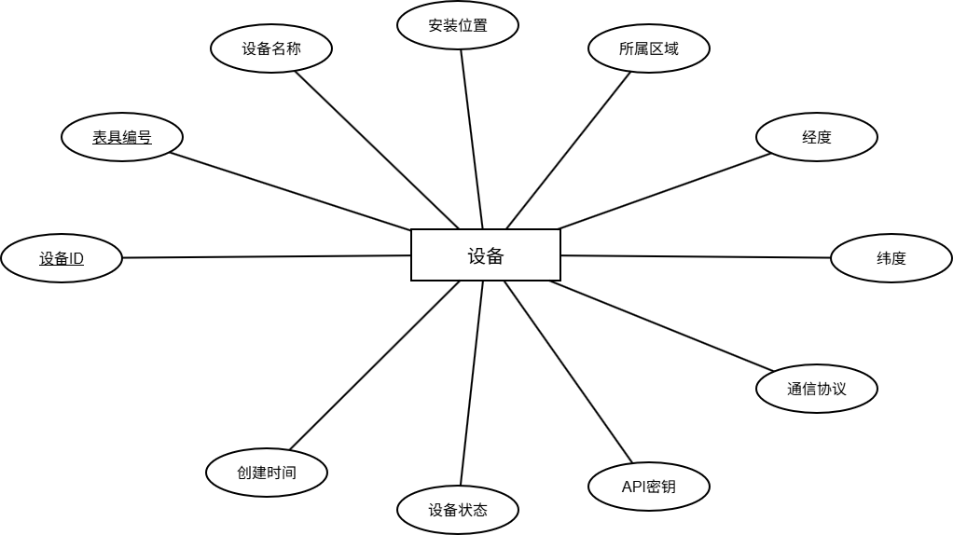 安装位置
设备名称
所属区域
表具编号
经度
设备
设备ID
纬度
通信协议
创建时间
API密钥
设备状态